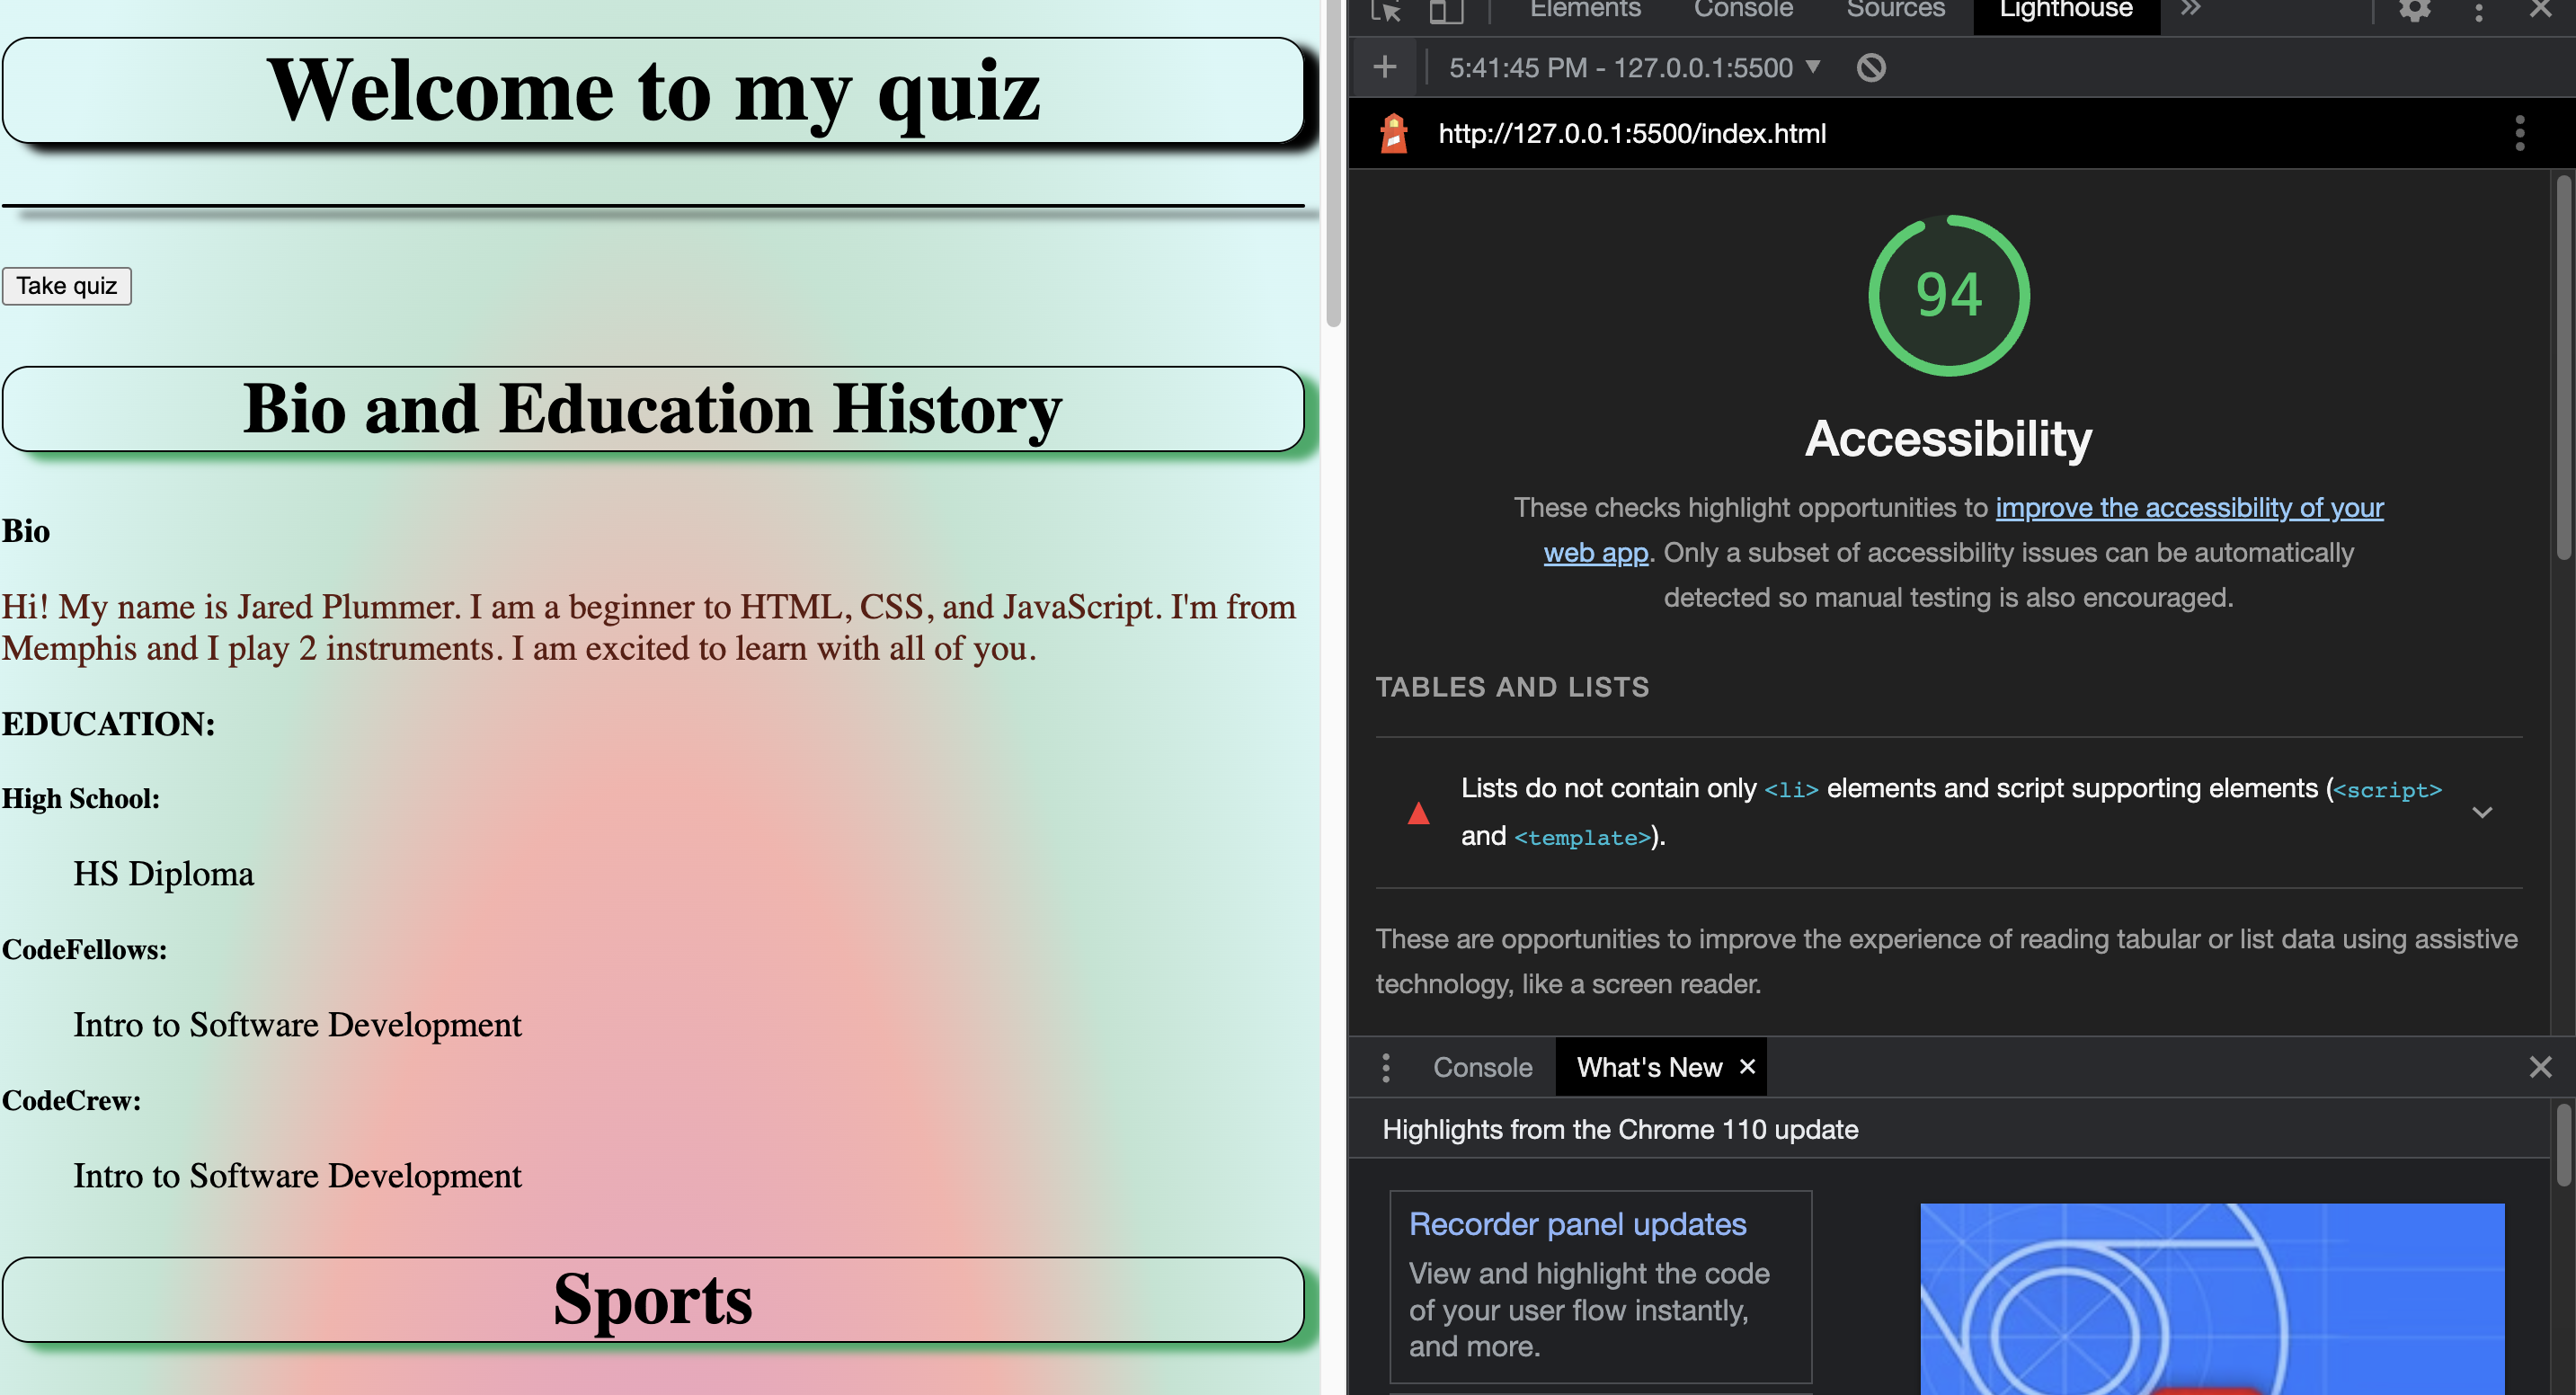 Welcome to my quiz
Take quiz
Bio and Education History
Bio
Hi! My name is Jared Plummer. I am a beginner to HTML, CSS, and JavaScript. I'm from
Memphis and I play 2 instruments. I am excited to learn with all of you.
EDUCATION:
High School:
HS Diploma
CodeFellows:
Intro to Software Development
CodeCrew:
Intro to Software Development
Sports
Elements Console Sources Lighthouse
5:41:45 PM - 127.0.0.1:5500
http://127.0.0.1:5500/index.html
94
Accessibility
These checks highlight opportunities to improve the accessibility of your
web app. Only a subset of accessibility issues can be automatically
detected so manual testing is also encouraged.
TABLES AND LISTS
Lists do not contain only <li> elements and script supporting elements (<script>
and <template>).
These are opportunities to improve the experience of reading tabular or list data using assistive
technology, like a screen reader.
Console What's New
Highlights from the Chrome 110 update
Recorder panel updates
View and highlight the code
of your user flow instantly,
and more.